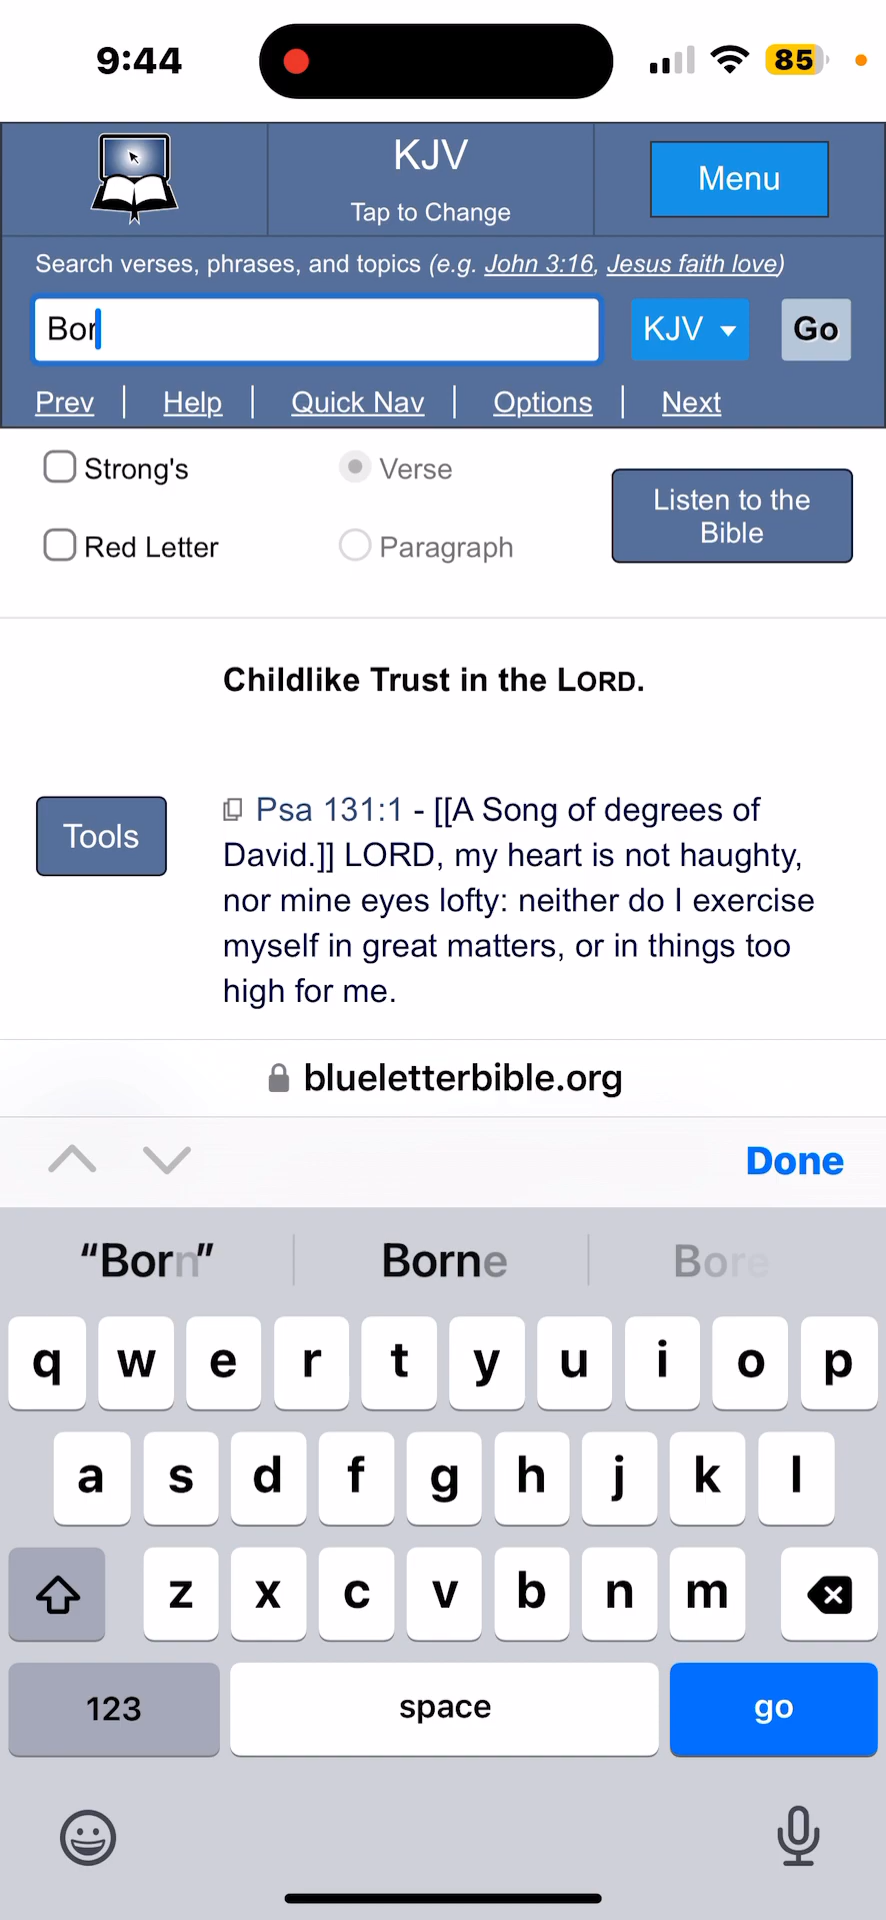 9:44
85
KJV
Tap to Change
Menu
Search verses, phrases, and topics (e.g. John 3:16, Jesus faith love)
Bor
KJV
Go
Prev | Help | Quick Nav | Options | Next
Strong's
Verse
Listen to the
Bible
Red Letter
Paragraph
Childlike Trust in the LORD.
Tools
Psa 131:1 - [[A Song of degrees of
David.]] LORD, my heart is not haughty,
nor mine eyes lofty: neither do I exercise
myself in great matters, or in things too
high for me.
blueletterbible.org
Done
“Born” Borne Bore
q w e r t y u i o p
a s d f g h j k l
z x c v b n m
123 space go